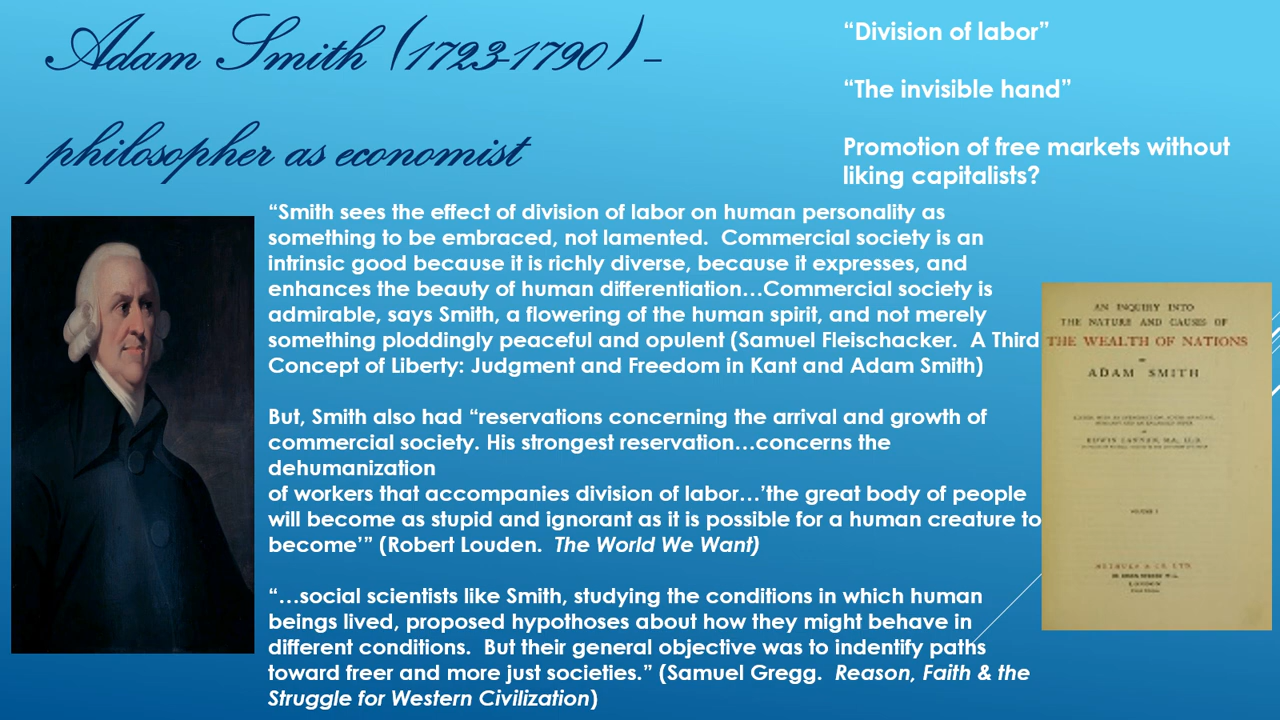 Adam Smith (1723-1790) –
philosopher as economist
“Division of labor”
“The invisible hand”
Promotion of free markets without
liking capitalists?
“Smith sees the effect of division of labor on human personality as
something to be embraced, not lamented.  Commercial society is an
intrinsic good because it is richly diverse, because it expresses, and
enhances the beauty of human differentiation…Commercial society is
admirable, says Smith, a flowering of the human spirit, and not merely
something ploddingly peaceful and opulent (Samuel Fleischacker.  A Third
Concept of Liberty: Judgment and Freedom in Kant and Adam Smith)
But, Smith also had “reservations concerning the arrival and growth of
commercial society. His strongest reservation…concerns the
dehumanization
of workers that accompanies division of labor…’the great body of people
will become as stupid and ignorant as it is possible for a human creature to
become’” (Robert Louden.  The World We Want)
“…social scientists like Smith, studying the conditions in which human
beings lived, proposed hypothoses about how they might behave in
different conditions.  But their general objective was to indentify paths
toward freer and more just societies.” (Samuel Gregg.  Reason, Faith & the
Struggle for Western Civilization)
AN INQUIRY INTO
THE NATURE AND CAUSES OF
THE WEALTH OF NATIONS
ADAM SMITH
EDWIN CANNAN, M.A., LL.D.
VOLUME I
METHUEN & CO. LTD.
LONDON